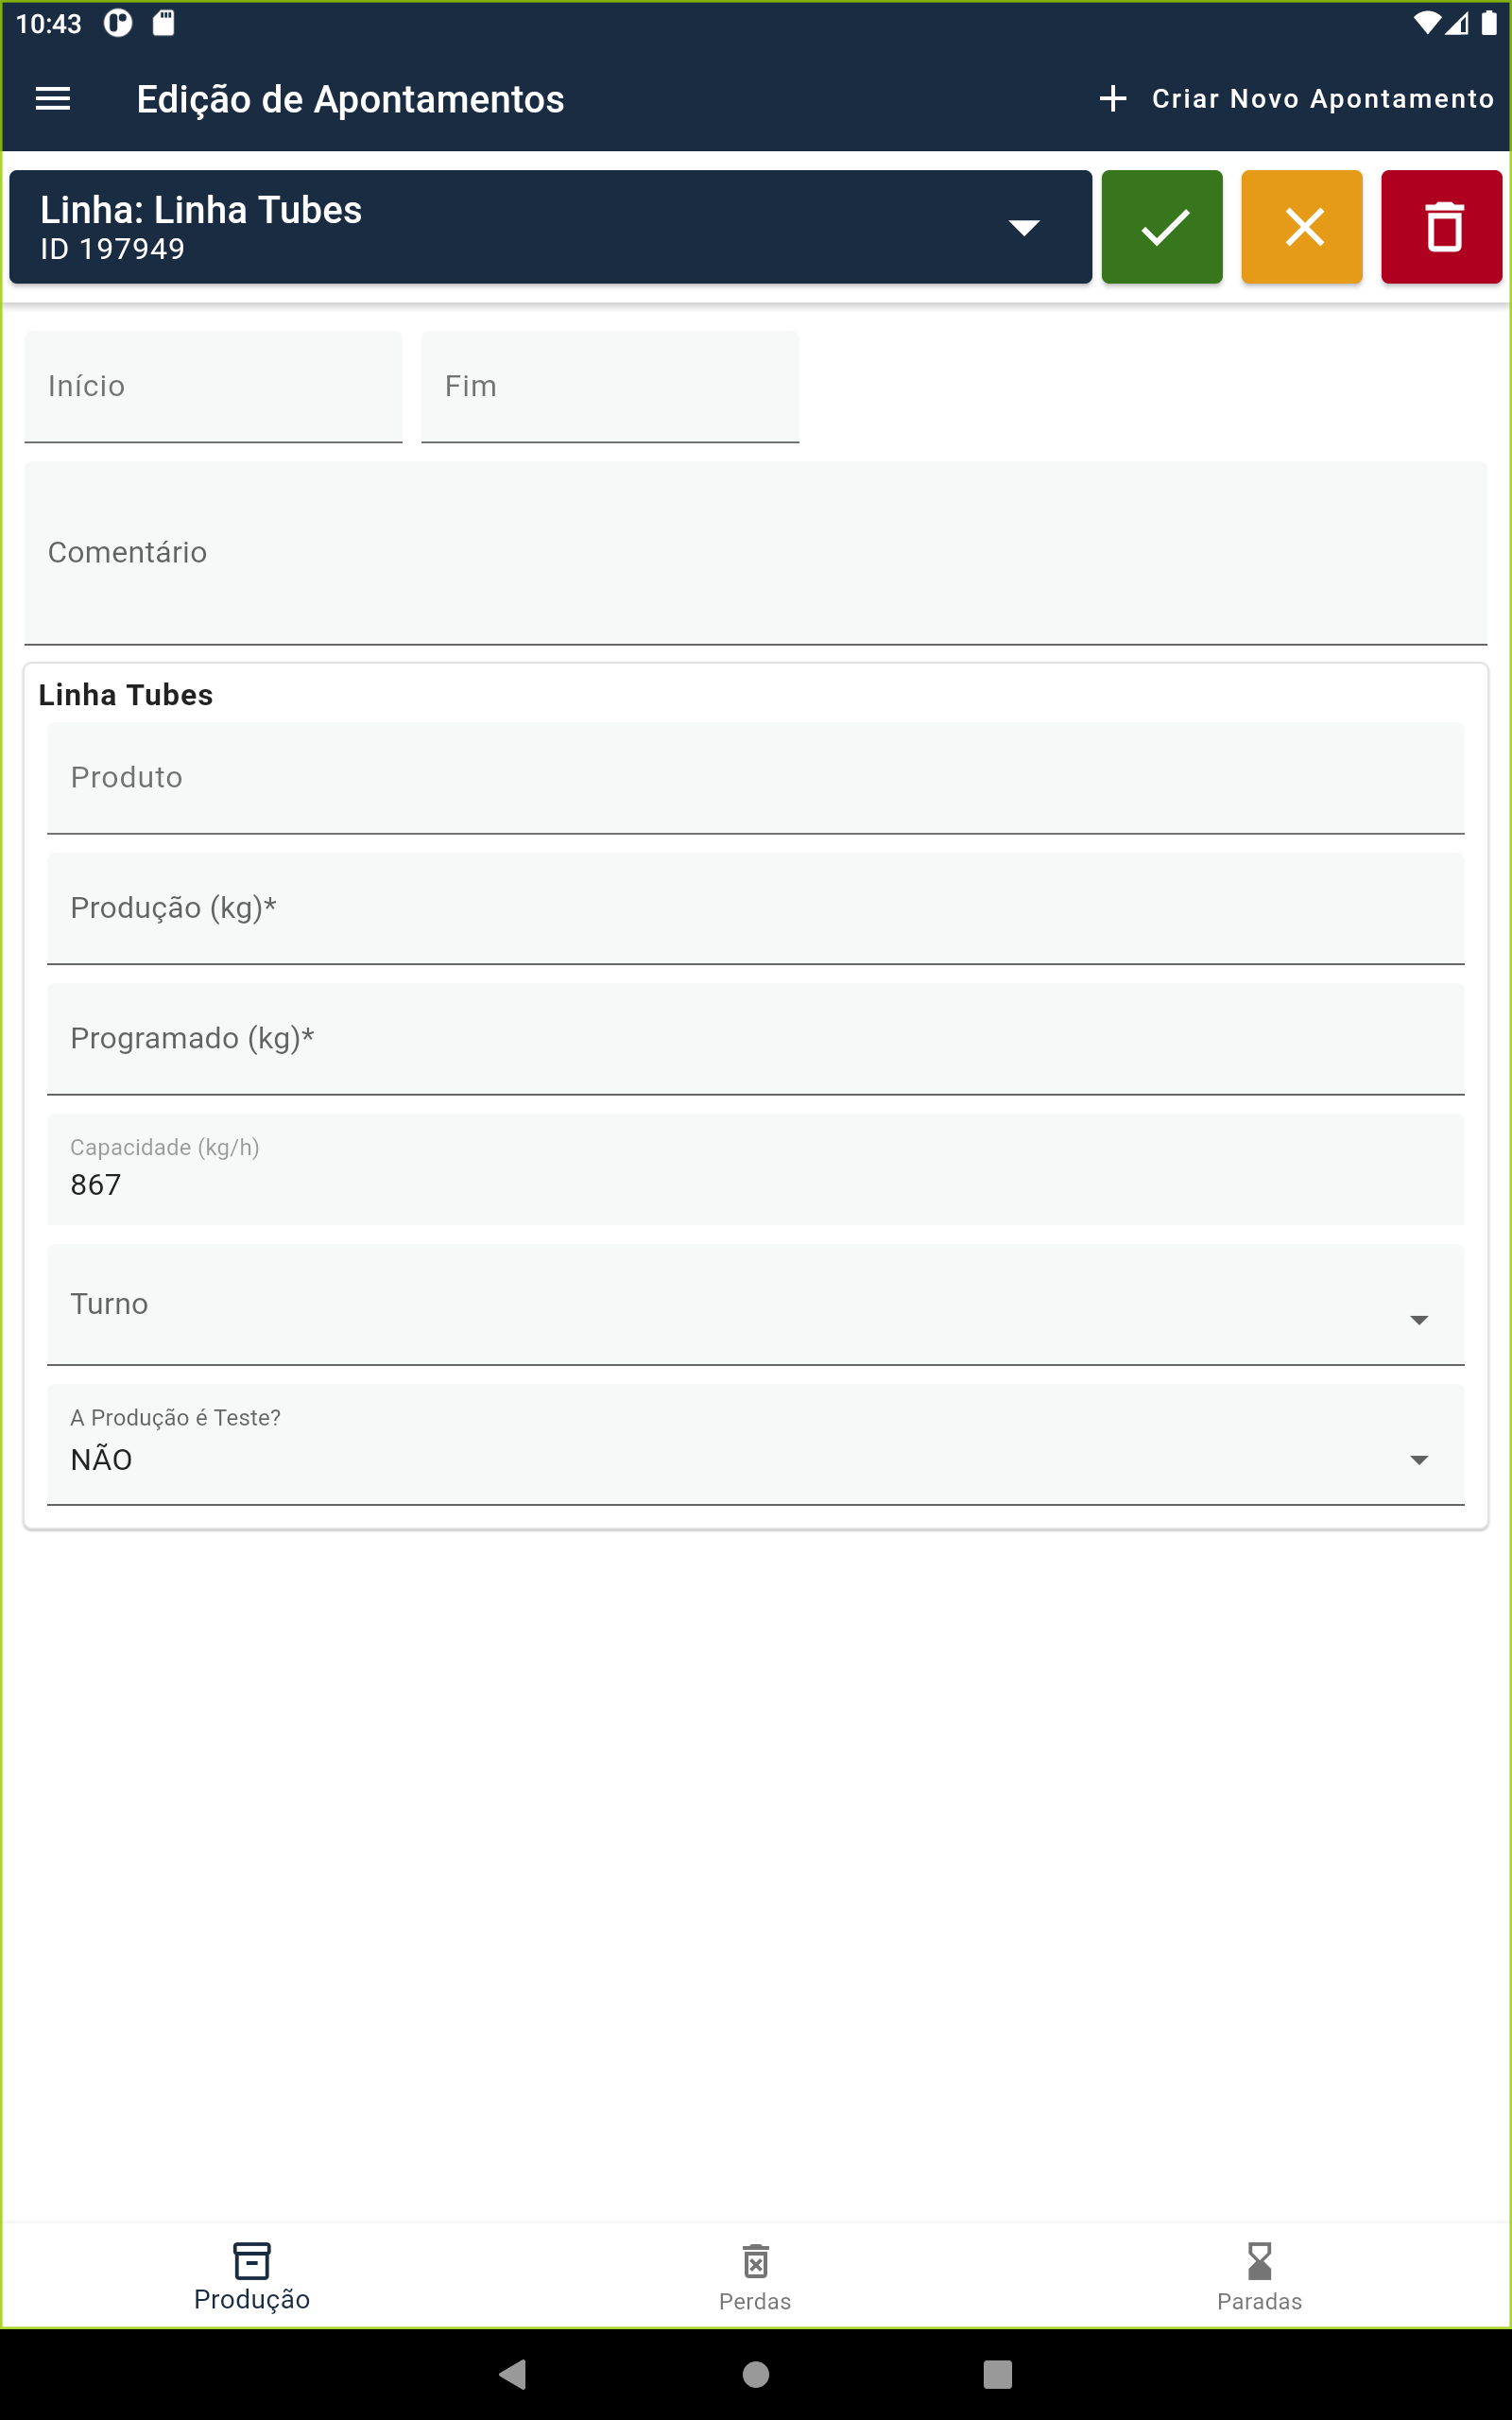 10:43
Edição de Apontamentos
Criar Novo Apontamento
Linha: Linha Tubes
ID 197949
Início
Fim
Comentário
Linha Tubes
Produto
Produção (kg)*
Programado (kg)*
Capacidade (kg/h)
867
Turno
A Produção é Teste?
NÃO
Produção
Perdas
Paradas